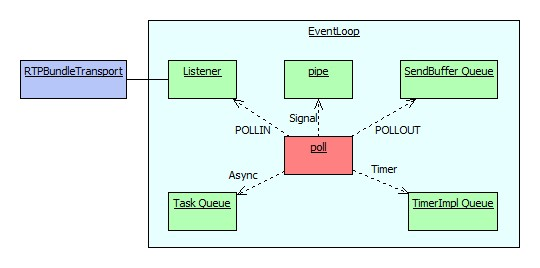 EventLoop
RTPBundleTransport
Listener
pipe
SendBuffer Queue
Signal
POLLIN
POLLOUT
poll
Async
Timer
Task Queue
TimerImpl Queue